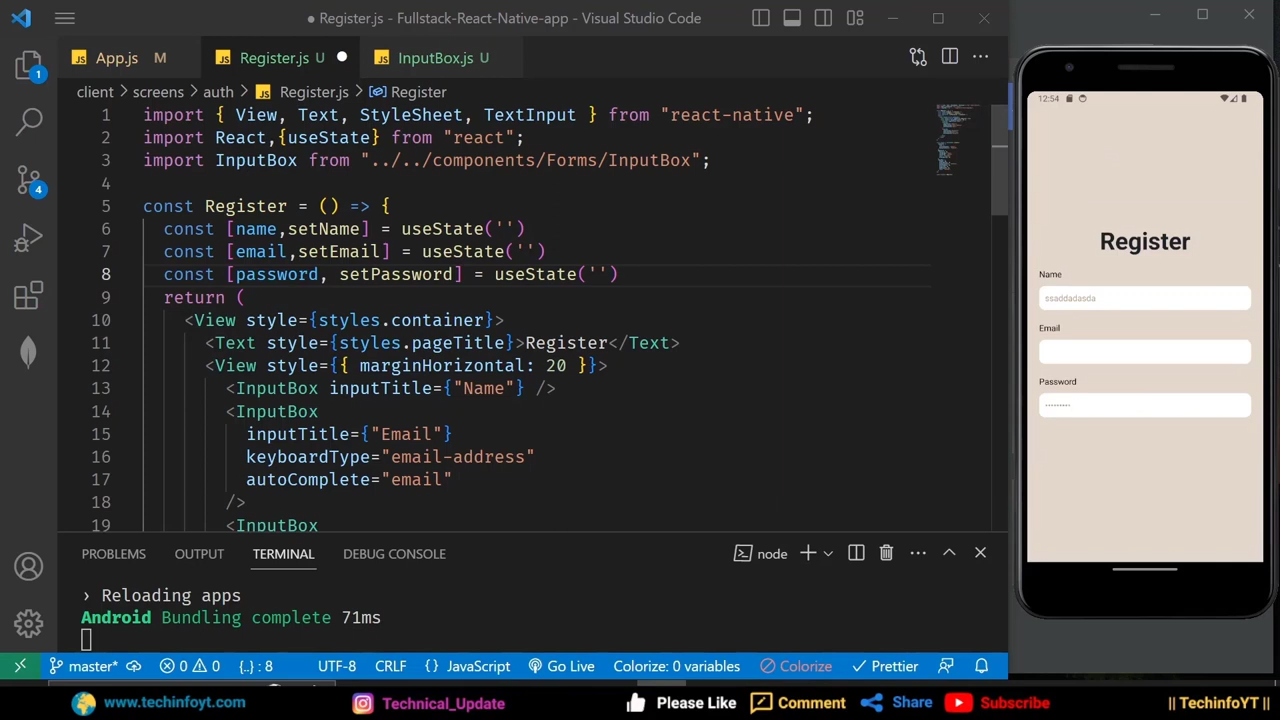 ● Register.js - Fullstack-React-Native-app - Visual Studio Code
JS App.js M
JS Register.js U ●
JS InputBox.js U
client > screens > auth > JS Register.js > Register
1 import { View, Text, StyleSheet, TextInput } from "react-native";
2 import React,{useState} from "react";
3 import InputBox from "../../components/Forms/InputBox";
4
5 const Register = () => {
6 const [name,setName] = useState('')
7 const [email,setEmail] = useState('')
8 const [password, setPassword] = useState('')
9 return (
10 <View style={styles.container}>
11 <Text style={styles.pageTitle}>Register</Text>
12 <View style={{ marginHorizontal: 20 }}>
13 <InputBox inputTitle={"Name"} />
14 <InputBox
15 inputTitle={"Email"}
16 keyboardType="email-address"
17 autoComplete="email"
18 />
19 <InputBox
1
4
PROBLEMS OUTPUT TERMINAL DEBUG CONSOLE
node
› Reloading apps
Android Bundling complete 71ms
master* 0 0 {..} : 8 UTF-8 CRLF {} JavaScript Go Live Colorize: 0 variables Colorize Prettier
12:54
Register
Name
ssaddadasda
Email
Password
•••••••••
www.techinfoyt.com Technical_Update Please Like Comment Share Subscribe || TechinfoYT ||